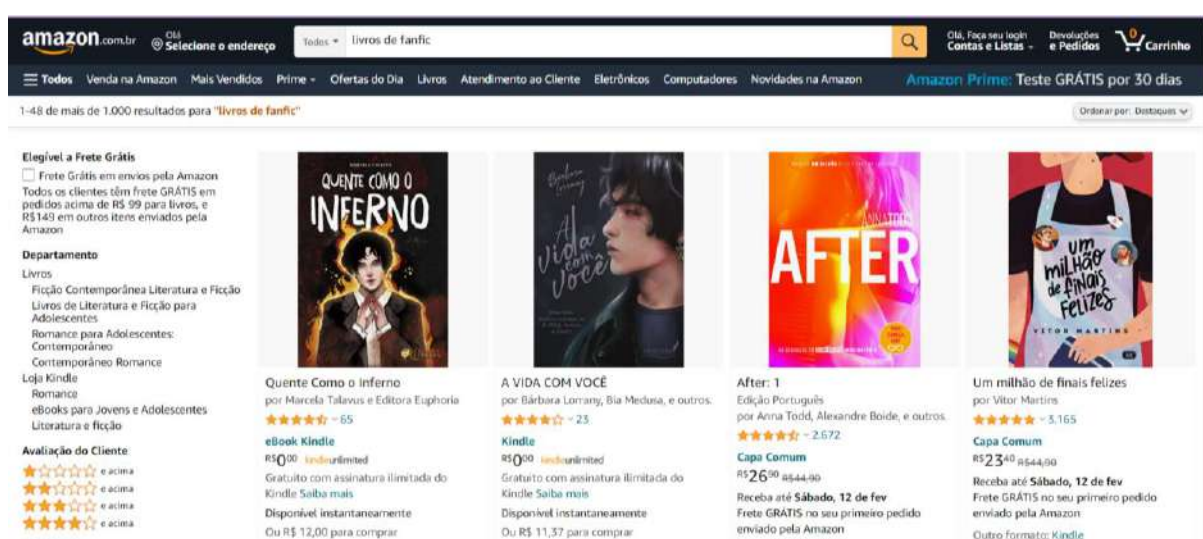 amazon.com.br
Olá
Selecione o endereço
Todos
livros de fanfic
Olá, Faça seu login
Contas e Listas
Devoluções
e Pedidos
0
Carrinho
Todos Venda na Amazon Mais Vendidos Prime Ofertas do Dia Livros Atendimento ao Cliente Eletrônicos Computadores Novidades na Amazon Amazon Prime: Teste GRÁTIS por 30 dias
1-48 de mais de 1.000 resultados para "livros de fanfic"
Ordenar por: Destaques
Elegível a Frete Grátis
Frete Grátis em envios pela Amazon
Todos os clientes têm frete GRÁTIS em
pedidos acima de R$ 99 para livros, e
R$149 em outros itens enviados pela
Amazon
Departamento
Livros
Ficção Contemporânea Literatura e Ficção
Livros de Literatura e Ficção para
Adolescentes
Romance para Adolescentes:
Contemporâneo
Contemporâneo Romance
Loja Kindle
Romance
eBooks para Jovens e Adolescentes
Literatura e ficção
Avaliação do Cliente
e acima
e acima
e acima
e acima
QUENTE COMO O
INFERNO
Quente Como o Inferno
por Marcela Talavus e Editora Euphoria
65
eBook Kindle
R$000 kindleunlimited
Gratuito com assinatura ilimitada do
Kindle Saiba mais
Disponível instantaneamente
Ou R$ 12,00 para comprar
Bárbara
Lorrany
A
vida
com
você
A VIDA COM VOCÊ
por Bárbara Lorrany, Bia Medusa, e outros.
23
Kindle
R$000 kindleunlimited
Gratuito com assinatura ilimitada do
Kindle Saiba mais
Disponível instantaneamente
Ou R$ 11,37 para comprar
ANNA TODD
AFTER
After: 1
Edição Português
por Anna Todd, Alexandre Boide, e outros.
2.672
Capa Comum
R$2690 R$44,90
Receba até Sábado, 12 de fev
Frete GRÁTIS no seu primeiro pedido
enviado pela Amazon
UM
MILHÃO
de FINAIS
FELIZES
VITOR MARTINS
Um milhão de finais felizes
por Vitor Martins
3.165
Capa Comum
R$2340 R$44,90
Receba até Sábado, 12 de fev
Frete GRÁTIS no seu primeiro pedido
enviado pela Amazon
Outro formato: Kindle